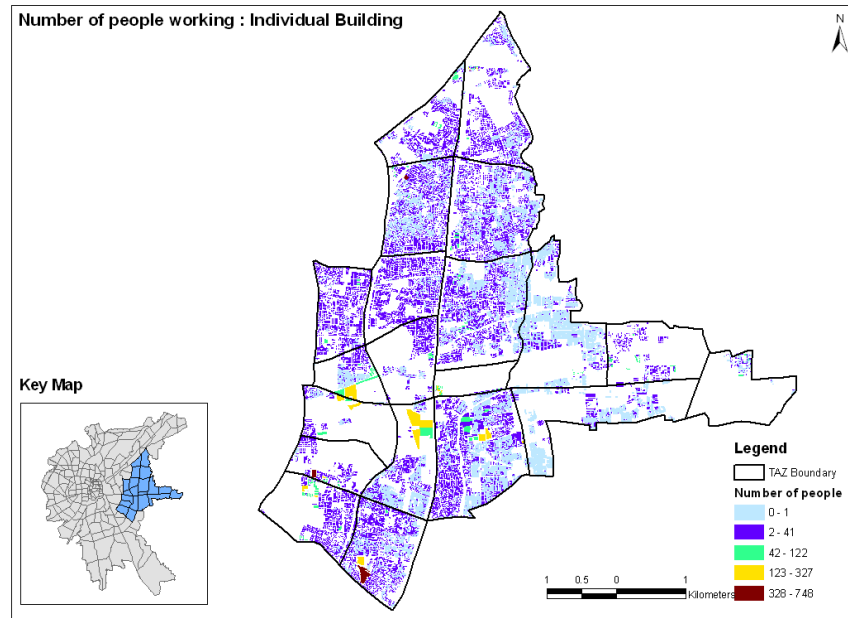 Number of people working : Individual Building
N
Key Map
Legend
TAZ Boundary
Number of people
0 - 1
2 - 41
42 - 122
123 - 327
328 - 748
1 0.5 0 1
Kilometers